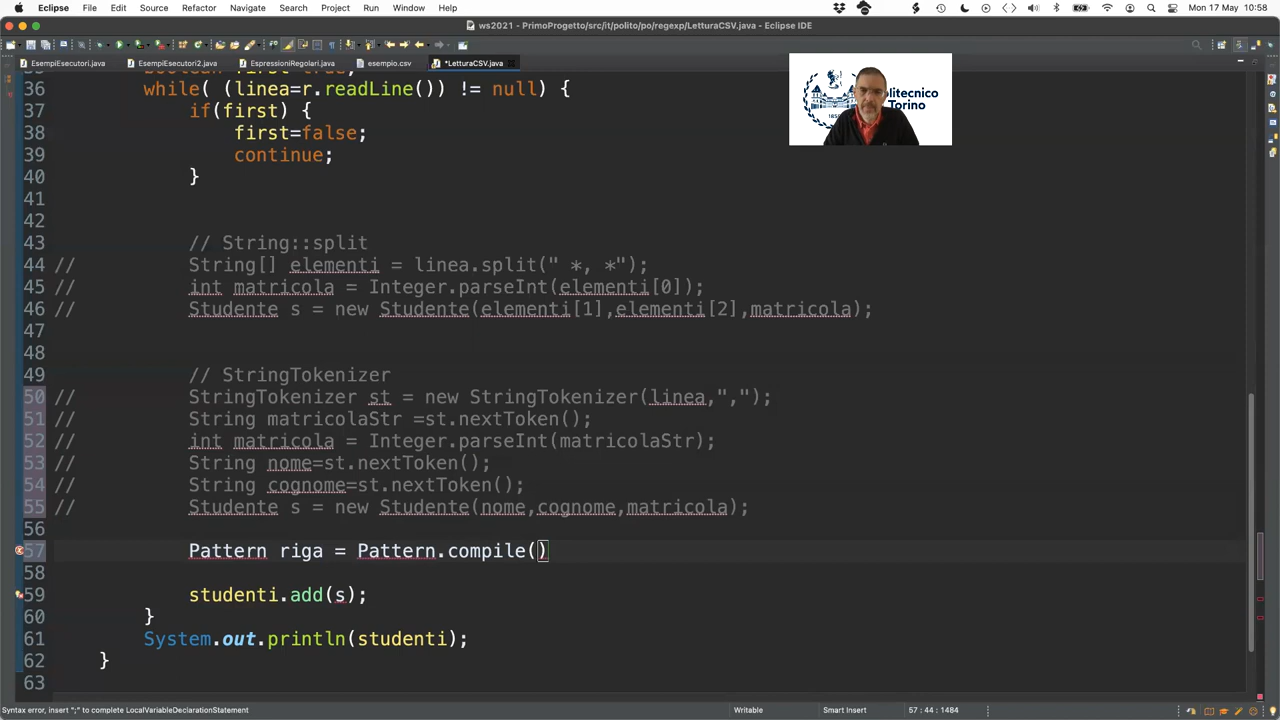 Eclipse File Edit Source Refactor Navigate Search Project Run Window Help Mon 17 May 10:58
ws2021 - PrimoProgetto/src/it/polito/po/regexp/LetturaCSV.java - Eclipse IDE
EsempiEsecutori.java EsempiEsecutori2.java EspressioniRegolari.java esempio.csv *LetturaCSV.java
36 while( (linea=r.readLine()) != null) {
37 if(first) {
38 first=false;
39 continue;
40 }
41
42
43 // String::split
44 // String[] elementi = linea.split(" *, *");
45 // int matricola = Integer.parseInt(elementi[0]);
46 // Studente s = new Studente(elementi[1],elementi[2],matricola);
47
48
49 // StringTokenizer
50 // StringTokenizer st = new StringTokenizer(linea,",");
51 // String matricolaStr =st.nextToken();
52 // int matricola = Integer.parseInt(matricolaStr);
53 // String nome=st.nextToken();
54 // String cognome=st.nextToken();
55 // Studente s = new Studente(nome,cognome,matricola);
56
57 Pattern riga = Pattern.compile()
58
59 studenti.add(s);
60 }
61 System.out.println(studenti);
62 }
63
Politecnico
Torino
Syntax error, insert ";" to complete LocalVariableDeclarationStatement Writable Smart Insert 57 : 44 : 1484